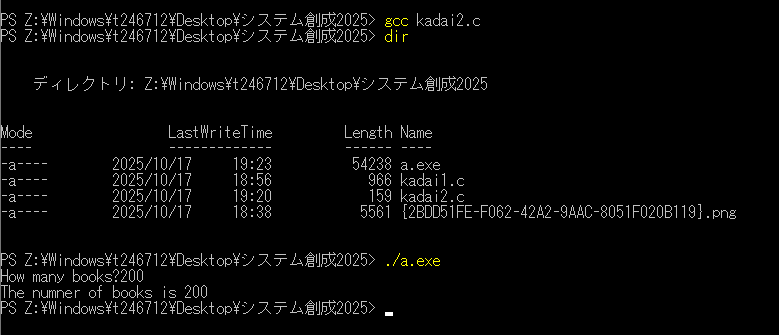 PS Z:¥Windows¥t246712¥Desktop¥システム創成2025> gcc kadai2.c
PS Z:¥Windows¥t246712¥Desktop¥システム創成2025> dir
ディレクトリ: Z:¥Windows¥t246712¥Desktop¥システム創成2025
Mode LastWriteTime Length Name
---- ------------- ------ ----
-a---- 2025/10/17 19:23 54238 a.exe
-a---- 2025/10/17 18:56 966 kadai1.c
-a---- 2025/10/17 19:20 159 kadai2.c
-a---- 2025/10/17 18:38 5561 {2BDD51FE-F062-42A2-9AAC-8051F020B119}.png
PS Z:¥Windows¥t246712¥Desktop¥システム創成2025> ./a.exe
How many books?200
The numner of books is 200
PS Z:¥Windows¥t246712¥Desktop¥システム創成2025>